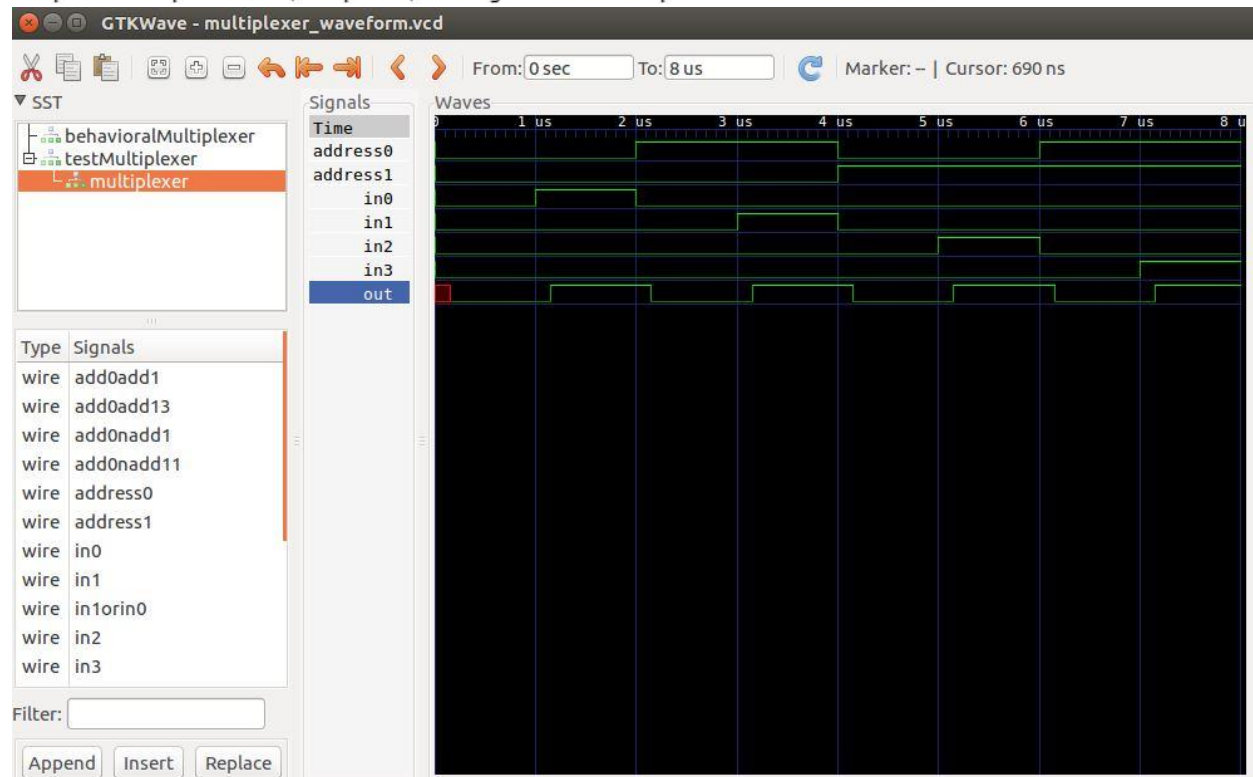 GTKWave - multiplexer_waveform.vcd
From: 0 sec To: 8 us Marker: -- | Cursor: 690 ns
SST
behavioralMultiplexer
testMultiplexer
multiplexer
Type Signals
wire add0add1
wire add0add13
wire add0nadd1
wire add0nadd11
wire address0
wire address1
wire in0
wire in1
wire in1orin0
wire in2
wire in3
Filter:
Append Insert Replace
Signals
Time
address0
address1
in0
in1
in2
in3
out
Waves
0 1 us 2 us 3 us 4 us 5 us 6 us 7 us 8 u